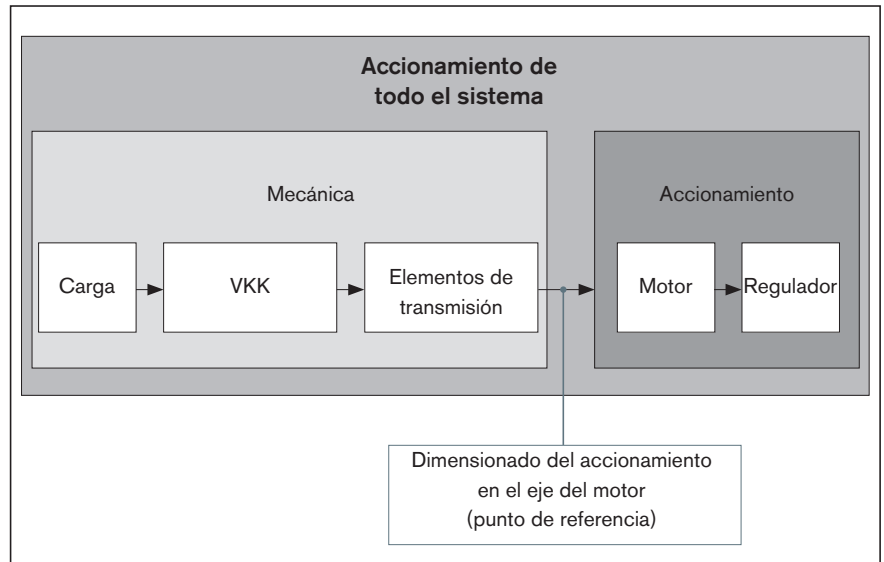 Accionamiento de
todo el sistema
Mecánica
Accionamiento
Carga
VKK
Elementos de
transmisión
Motor
Regulador
Dimensionado del accionamiento
en el eje del motor
(punto de referencia)